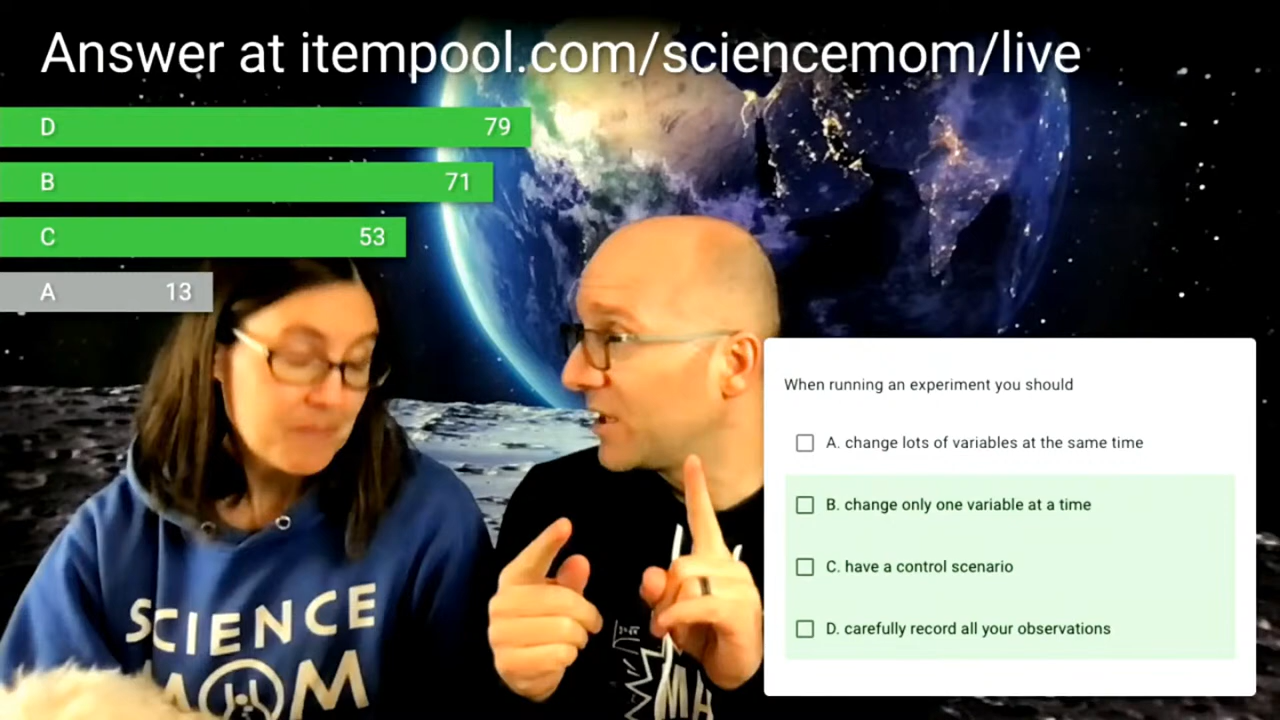 Answer at itempool.com/sciencemom/live
D 79
B 71
C 53
A 13
When running an experiment you should
A. change lots of variables at the same time
B. change only one variable at a time
C. have a control scenario
D. carefully record all your observations
SCIENCE
MOM